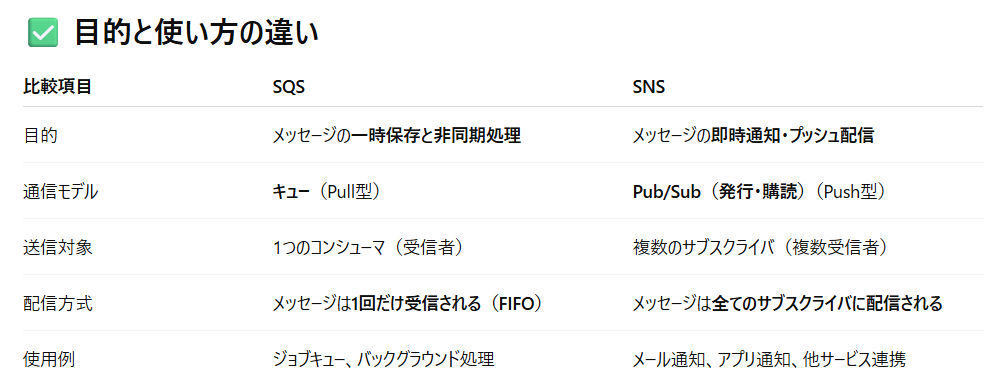 ✅ 目的と使い方の違い
比較項目 SQS SNS
目的 メッセージの一時保存と非同期処理 メッセージの即時通知・プッシュ配信
通信モデル キュー（Pull型） Pub/Sub（発行・購読）（Push型）
送信対象 1つのコンシューマ（受信者） 複数のサブスクライバ（複数受信者）
配信方式 メッセージは1回だけ受信される（FIFO） メッセージは全てのサブスクライバに配信される
使用例 ジョブキュー、バックグラウンド処理 メール通知、アプリ通知、他サービス連携